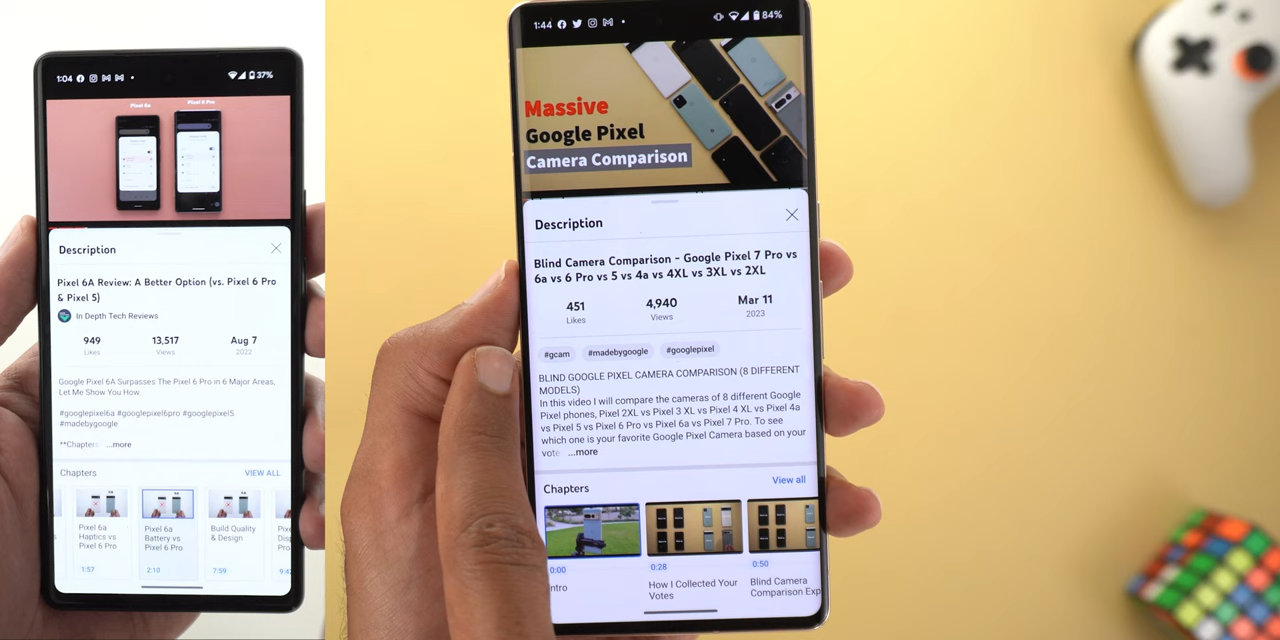 1:04
37%
Pixel 6a
Pixel 6 Pro
Description
Pixel 6A Review: A Better Option (vs. Pixel 6 Pro
& Pixel 5)
In Depth Tech Reviews
949
13,517
Aug 7
Likes
Views
2022
Google Pixel 6A Surpasses The Pixel 6 Pro in 6 Major Areas,
Let Me Show You How
#googlepixel6a #googlepixel6pro #googlepixel5
#madebygoogle
**Chapter ...more
Chapters
VIEW ALL
Pixel 6a
Haptics vs
Pixel 6 Pro
1:57
Pixel 6a
Battery vs
Pixel 6 Pro
2:10
Build Quality
& Design
7:59
Pix
Disp
Pro
9:42
1:44
84%
Massive
Google Pixel
Camera Comparison
Description
Blind Camera Comparison - Google Pixel 7 Pro vs
6a vs 6 Pro vs 5 vs 4a vs 4XL vs 3XL vs 2XL
451
4,940
Mar 11
Likes
Views
2023
#gcam
#madebygoogle
#googlepixel
BLIND GOOGLE PIXEL CAMERA COMPARISON (8 DIFFERENT
MODELS)
In this video I will compare the cameras of 8 different Google
Pixel phones, Pixel 2XL vs Pixel 3 XL vs Pixel 4 XL vs Pixel 4a
vs Pixel 5 vs Pixel 6 Pro vs Pixel 6a vs Pixel 7 Pro. To see
which one is your favorite Google Pixel Camera based on your
vote ...more
Chapters
View all
0:00
ntro
0:28
How I Collected Your
Votes
0:50
Blind Camera
Comparison Exp